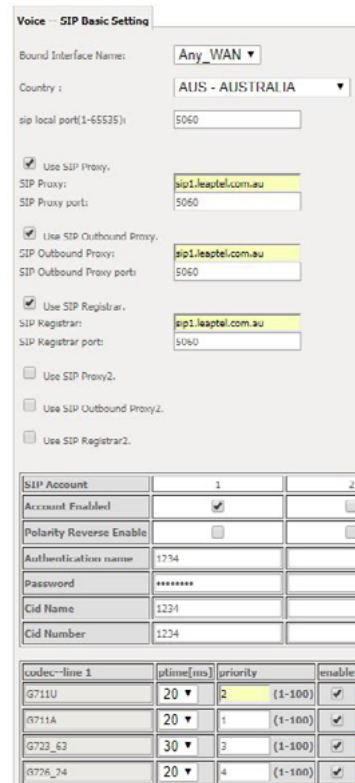 Voice -- SIP Basic Setting
Bound Interface Name: Any_WAN
Country : AUS - AUSTRALIA
sip local port(1-65535): 5060
Use SIP Proxy.
SIP Proxy: sip1.leaptel.com.au
SIP Proxy port: 5060
Use SIP Outbound Proxy.
SIP Outbound Proxy: sip1.leaptel.com.au
SIP Outbound Proxy port: 5060
Use SIP Registrar.
SIP Registrar: sip1.leaptel.com.au
SIP Registrar port: 5060
Use SIP Proxy2.
Use SIP Outbound Proxy2.
Use SIP Registrar2.
SIP Account 1 2
Account Enabled
Polarity Reverse Enable
Authentication name 1234
Password ••••••••
Cid Name 1234
Cid Number 1234
codec--line 1 ptime[ms] priority enable
G711U 20 2 (1-100)
G711A 20 1 (1-100)
G723_63 30 3 (1-100)
G726_24 20 4 (1-100)